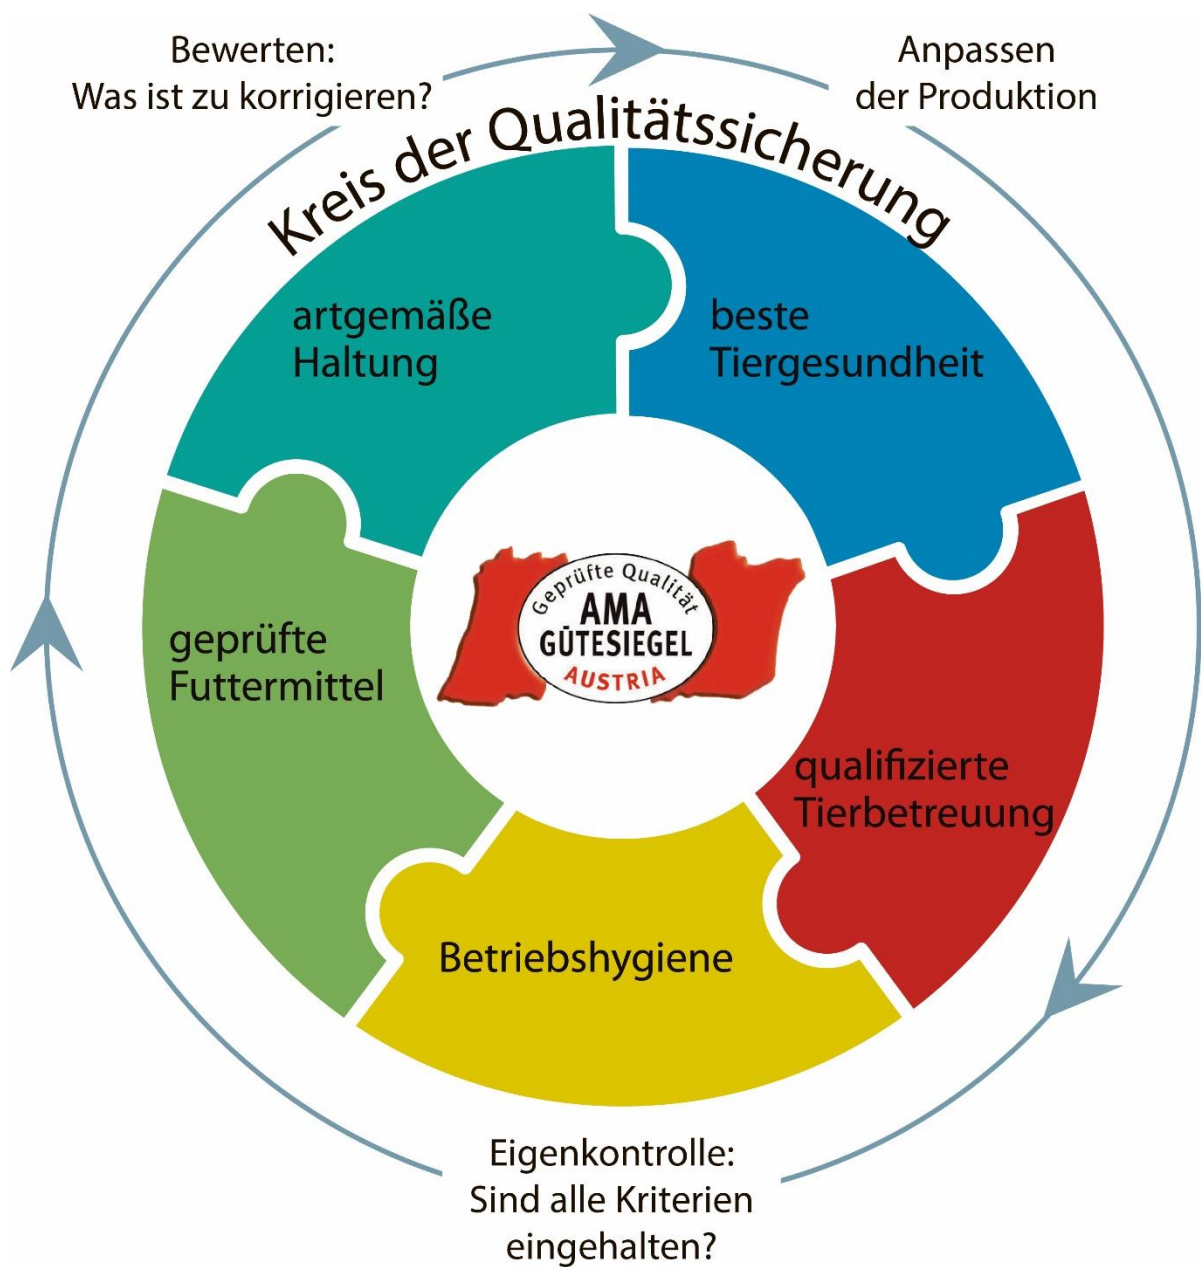 Bewerten:
Was ist zu korrigieren?
Anpassen
der Produktion
Kreis der Qualitätssicherung
artgemäße
Haltung
beste
Tiergesundheit
geprüfte
Futtermittel
Geprüfte Qualität
AMA
GÜTESIEGEL
AUSTRIA
qualifizierte
Tierbetreuung
Betriebshygiene
Eigenkontrolle:
Sind alle Kriterien
eingehalten?